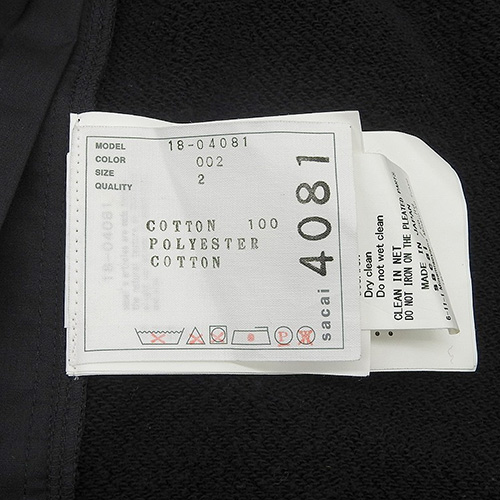 MODEL 18-04081
COLOR 002
SIZE 2
QUALITY
COTTON 100
POLYESTER
COTTON
4081
sacai
P W
Dry clean
Do not wet clean
CLEAN IN NET
DO NOT IRON ON THE PLEATED
MADE IN JAPAN